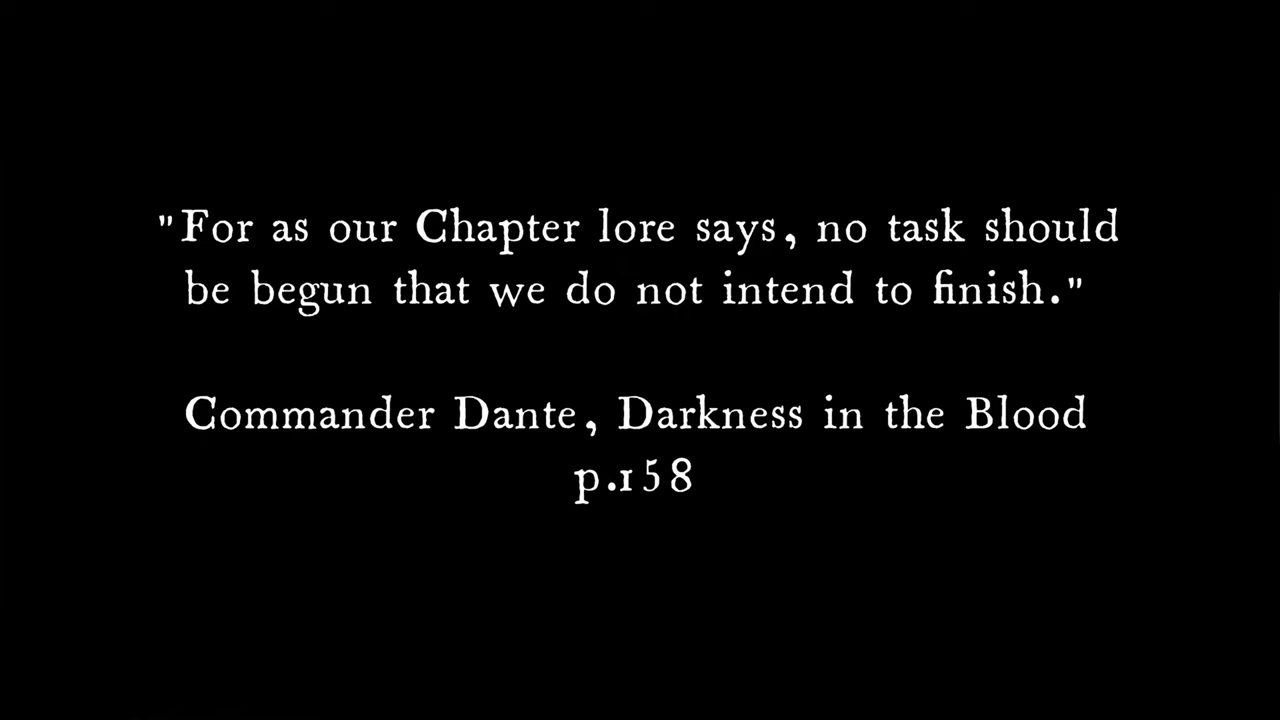 "For as our Chapter lore says, no task should
be begun that we do not intend to finish."
Commander Dante, Darkness in the Blood
p.158